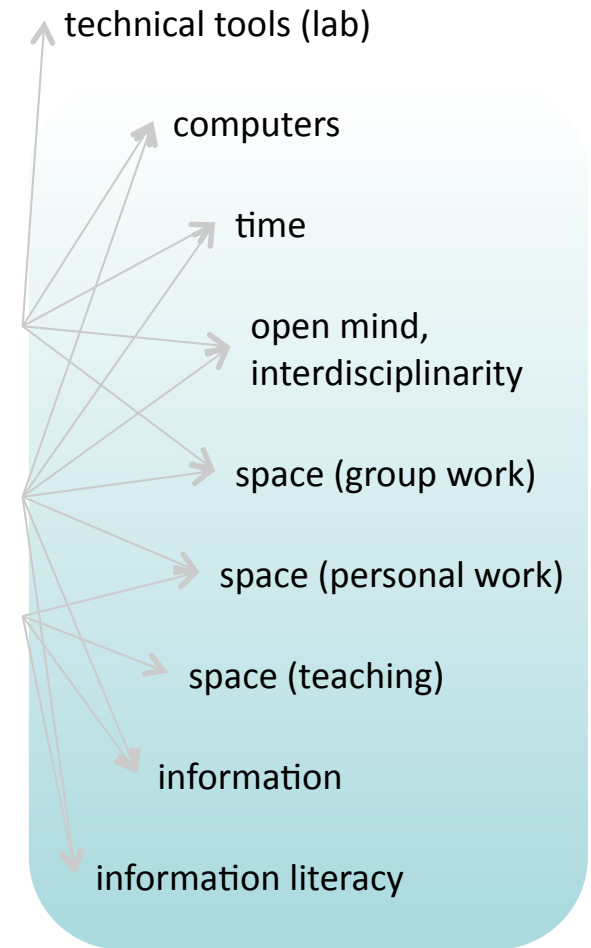 technical tools (lab)
computers
time
open mind,
interdisciplinarity
space (group work)
space (personal work)
space (teaching)
information
information literacy